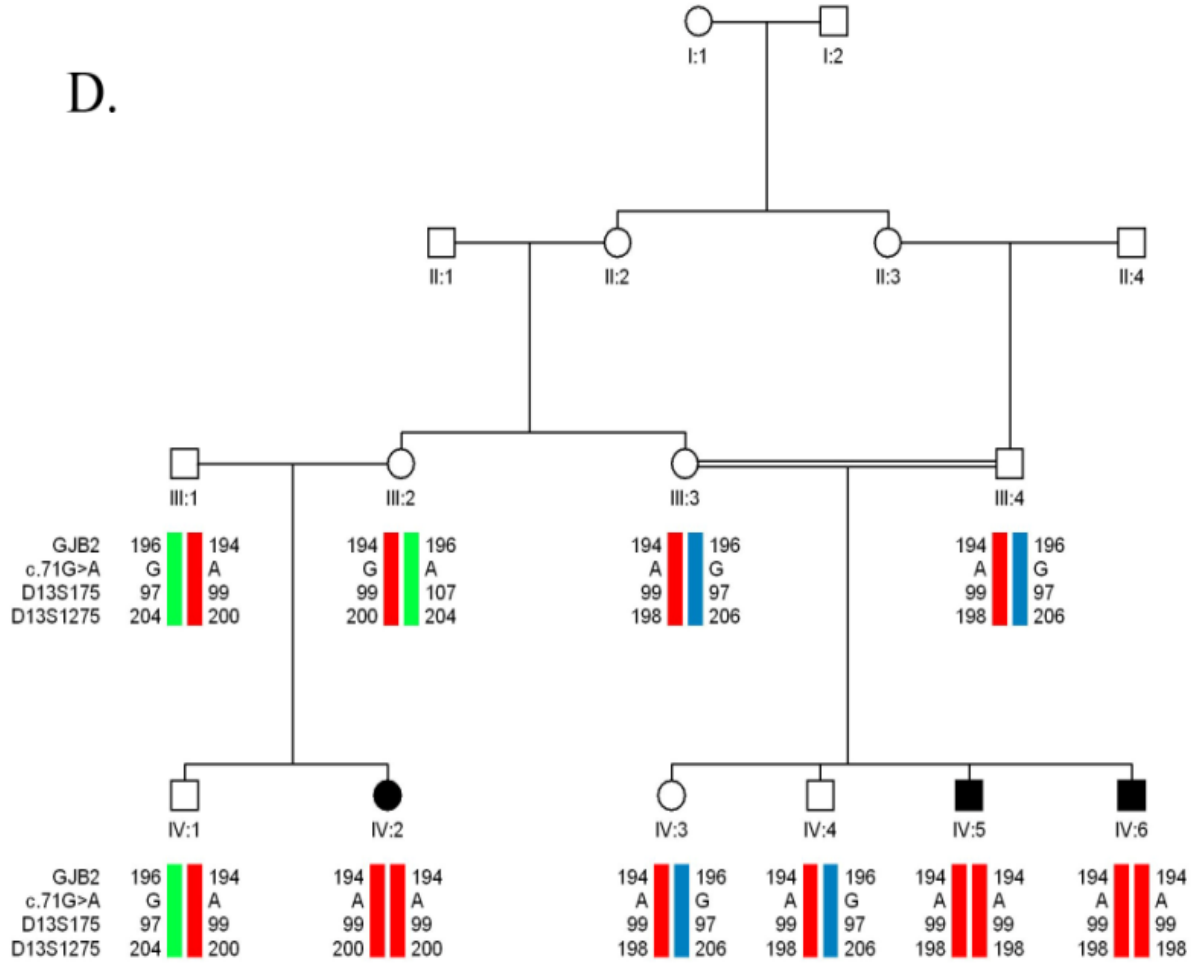 D.
I:1 I:2
II:1 II:2 II:3 II:4
III:1 III:2 III:3 III:4
GJB2 196 194 194 196 194 196 194 196
c.71G>A G A G A A G A G
D13S175 97 99 99 107 99 97 99 97
D13S1275 204 200 200 204 198 206 198 206
IV:1 IV:2 IV:3 IV:4 IV:5 IV:6
GJB2 196 194 194 194 194 196 194 196 194 194 194 194
c.71G>A G A A A A G A G A A A A
D13S175 97 99 99 99 99 97 99 97 99 99 99 99
D13S1275 204 200 200 200 198 206 198 206 198 198 198 198